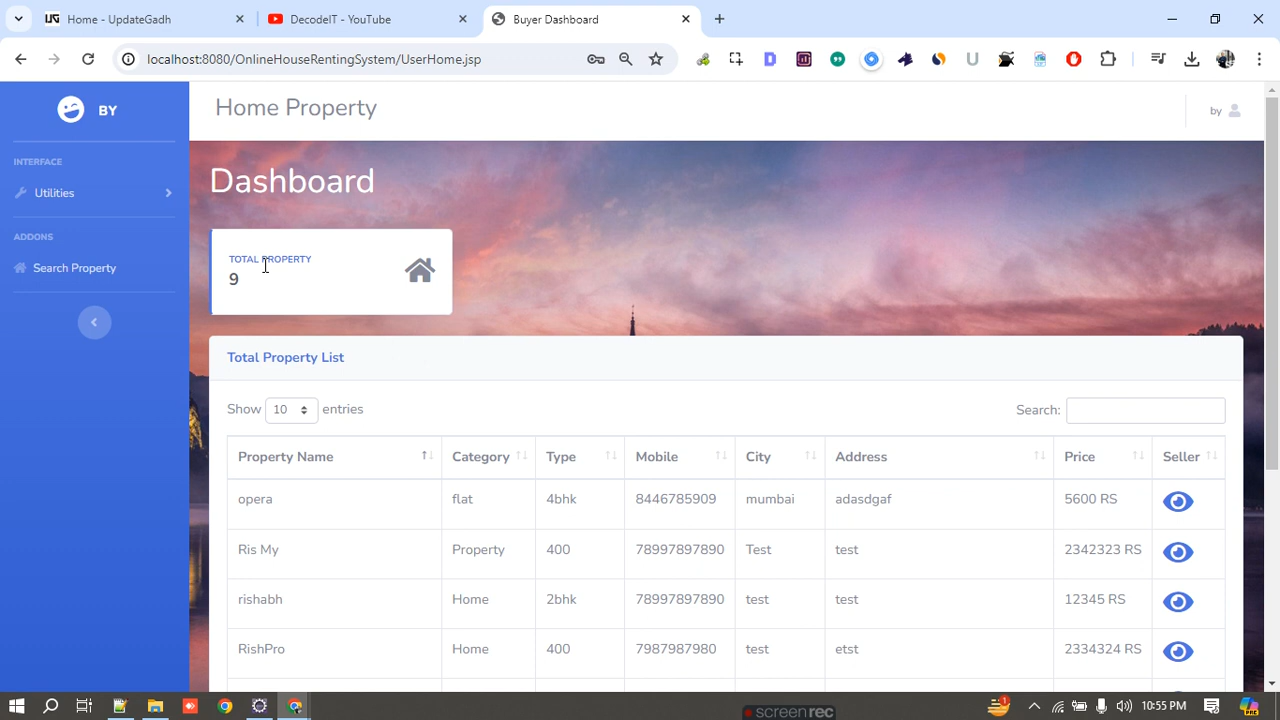 Home - UpdateGadh
DecodeIT - YouTube
Buyer Dashboard
localhost:8080/OnlineHouseRentingSystem/UserHome.jsp
BY
Home Property
by
INTERFACE
Utilities
ADDONS
Search Property
Dashboard
TOTAL PROPERTY
9
Total Property List
Show 10 entries
Search:
Property Name Category Type Mobile City Address Price Seller
opera flat 4bhk 8446785909 mumbai adasdgaf 5600 RS
Ris My Property 400 78997897890 Test test 2342323 RS
rishabh Home 2bhk 78997897890 test test 12345 RS
RishPro Home 400 7987987980 test etst 2334324 RS
10:55 PM
screenrec